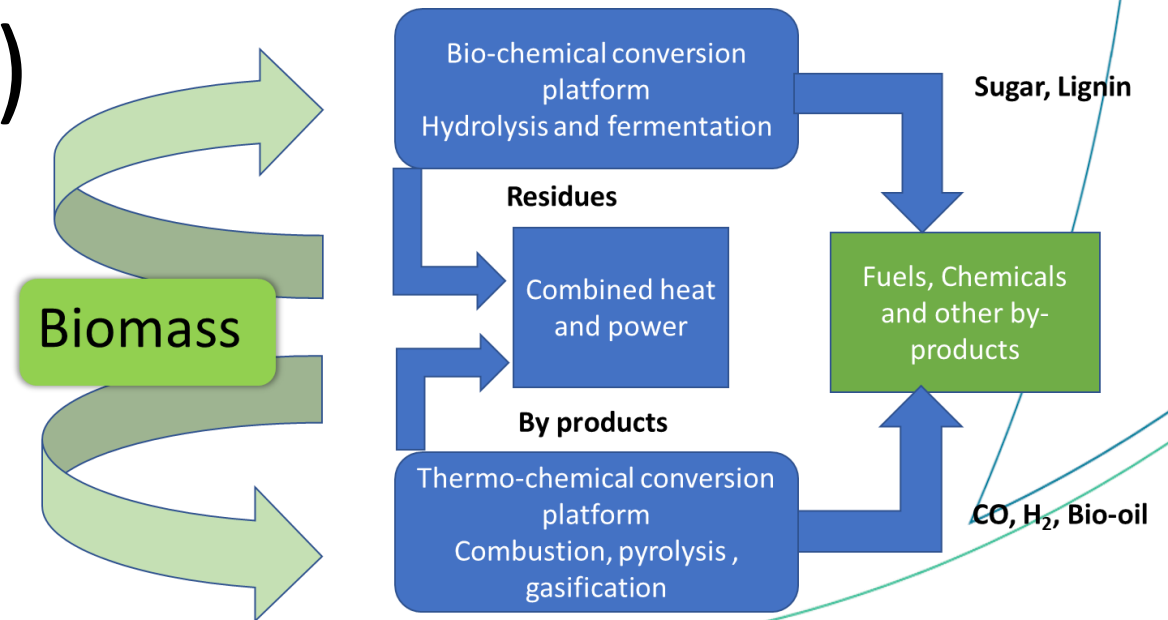 )
Bio-chemical conversion
platform
Hydrolysis and fermentation
Sugar, Lignin
Residues
Biomass
Combined heat
and power
Fuels, Chemicals
and other by-
products
By products
Thermo-chemical conversion
platform
Combustion, pyrolysis ,
gasification
CO, H₂, Bio-oil